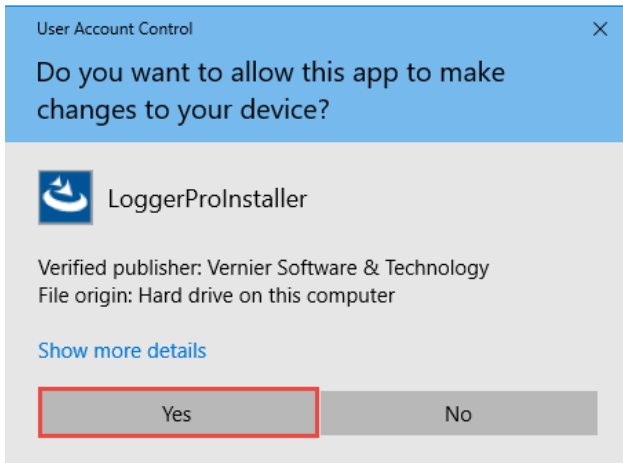 User Account Control
Do you want to allow this app to make
changes to your device?
LoggerProInstaller
Verified publisher: Vernier Software & Technology
File origin: Hard drive on this computer
Show more details
Yes
No